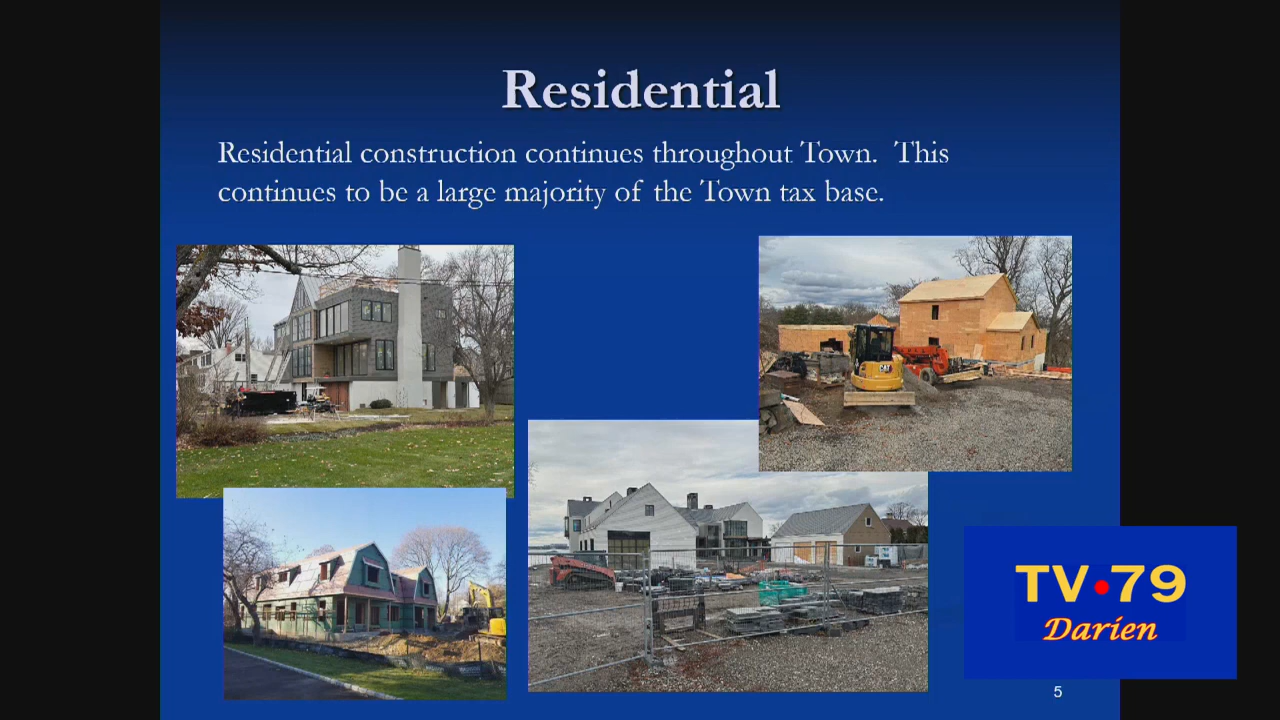 Residential
Residential construction continues throughout Town. This
continues to be a large majority of the Town tax base.
CAT
TV•79
Darien
5